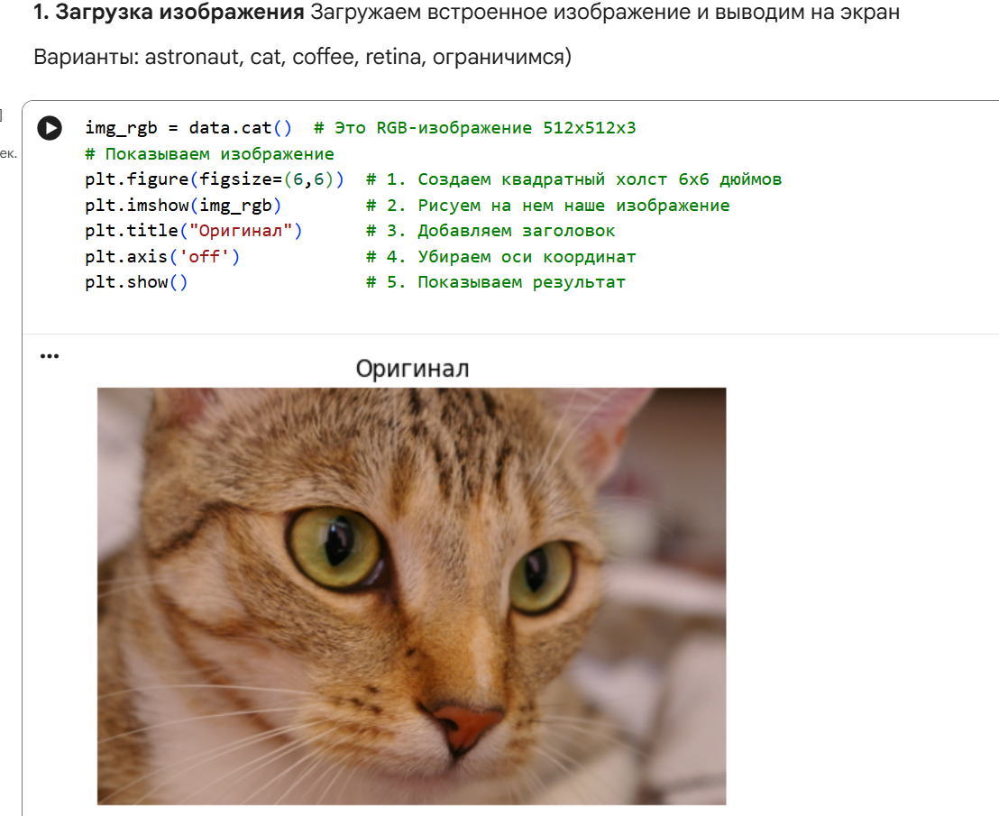 1. Загрузка изображения Загружаем встроенное изображение и выводим на экран
Варианты: astronaut, cat, coffee, retina, ограничимся)
]
ек.
img_rgb = data.cat()  # Это RGB-изображение 512x512x3
# Показываем изображение
plt.figure(figsize=(6,6))  # 1. Создаем квадратный холст 6x6 дюймов
plt.imshow(img_rgb)        # 2. Рисуем на нем наше изображение
plt.title("Оригинал")      # 3. Добавляем заголовок
plt.axis('off')            # 4. Убираем оси координат
plt.show()                 # 5. Показываем результат
Оригинал